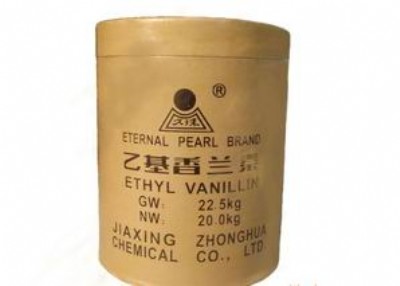 ®
ETERNAL PEARL BRAND
乙基香兰素
ETHYL VANILLIN
GW: 22.5kg
NW: 20.0kg
JIAXING ZHONGHUA
CHEMICAL CO., LTD.